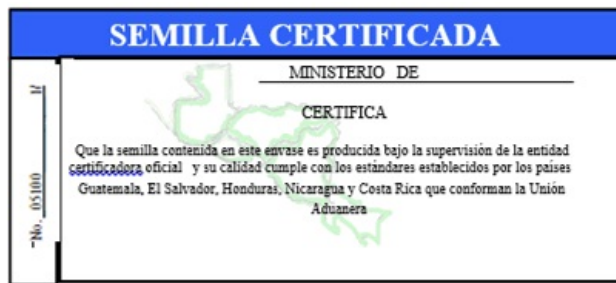 SEMILLA CERTIFICADA
MINISTERIO DE
CERTIFICA
Que la semilla contenida en este envase es producida bajo la supervisión de la entidad
certificadora oficial y su calidad cumple con los estándares establecidos por los países
Guatemala, El Salvador, Honduras, Nicaragua y Costa Rica que conforman la Unión
Aduanera
No. 05100 1/